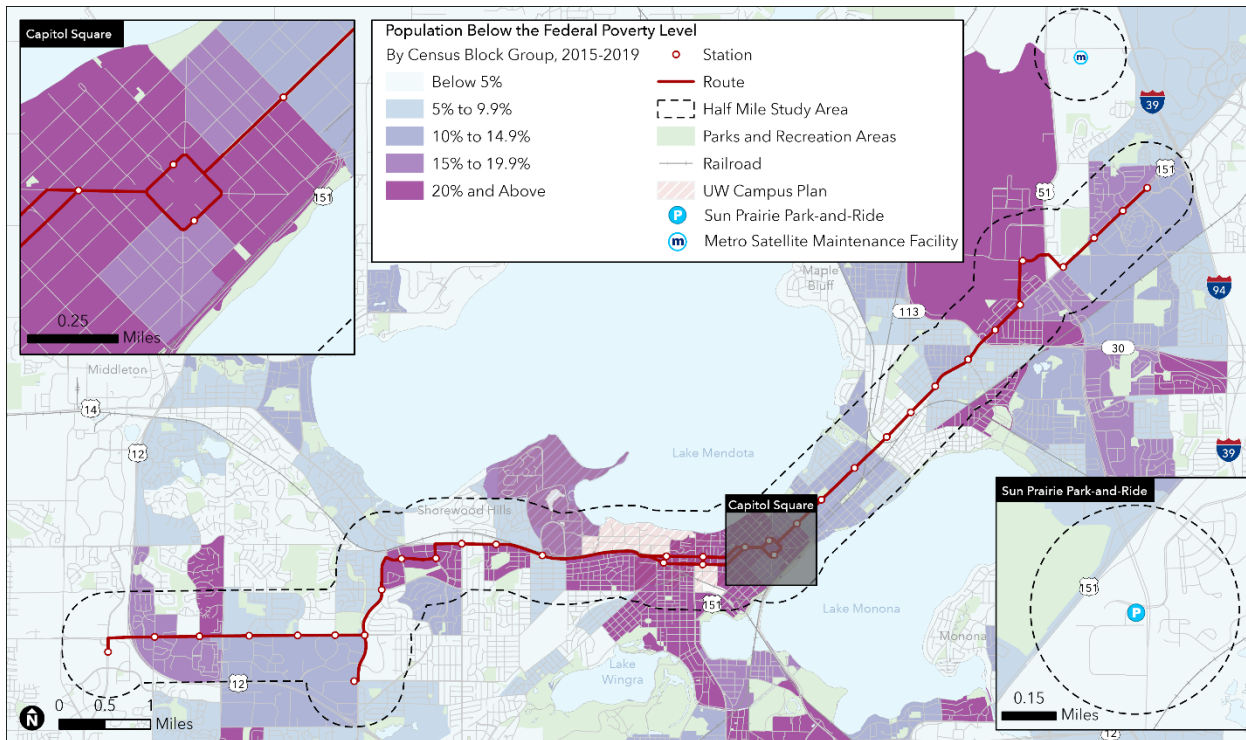 Capitol Square
151
0.25
Miles
Population Below the Federal Poverty Level
By Census Block Group, 2015-2019
Below 5%
5% to 9.9%
10% to 14.9%
15% to 19.9%
20% and Above
Station
Route
Half Mile Study Area
Parks and Recreation Areas
Railroad
UW Campus Plan
P Sun Prairie Park-and-Ride
m Metro Satellite Maintenance Facility
m
39
151
51
94
Maple
Bluff
113
30
Middleton
14
12
39
Lake Mendota
Shorewood Hills
Capitol Square
151
Lake Monona
Monona
Lake
Wingra
12
N
0 0.5 1
Miles
Sun Prairie Park-and-Ride
151
P
0.15
Miles
12